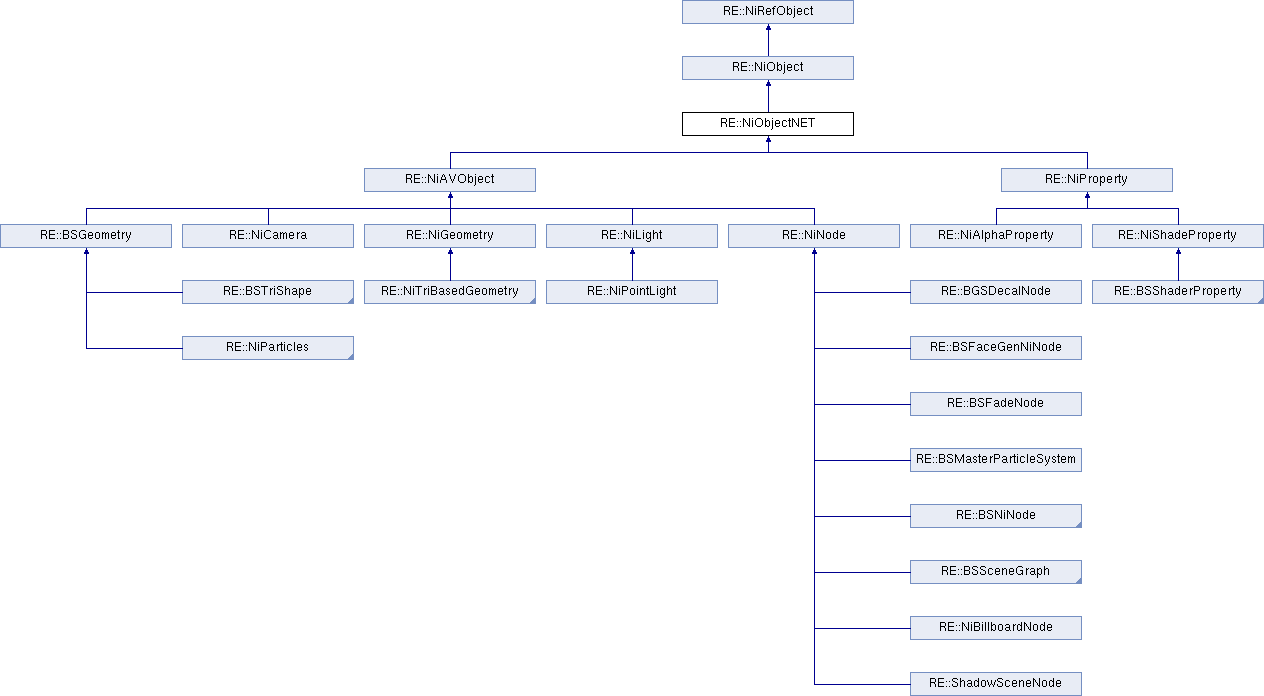 RE::NiRefObject
RE::NiObject
RE::NiObjectNET
RE::NiAVObject
RE::NiProperty
RE::BSGeometry
RE::NiCamera
RE::NiGeometry
RE::NiLight
RE::NiNode
RE::NiAlphaProperty
RE::NiShadeProperty
RE::BSTriShape
RE::NiTriBasedGeometry
RE::NiPointLight
RE::BGSDecalNode
RE::BSShaderProperty
RE::NiParticles
RE::BSFaceGenNiNode
RE::BSFadeNode
RE::BSMasterParticleSystem
RE::BSNiNode
RE::BSSceneGraph
RE::NiBillboardNode
RE::ShadowSceneNode